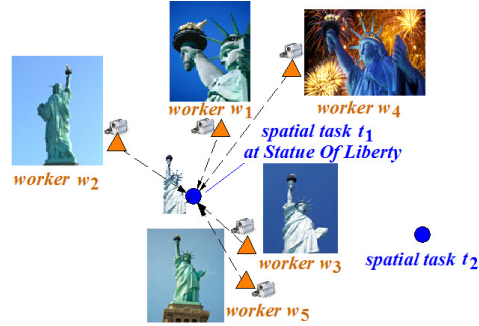 worker w1
worker w4
spatial task t1
at Statue Of Liberty
worker w2
worker w3
spatial task t2
worker w5